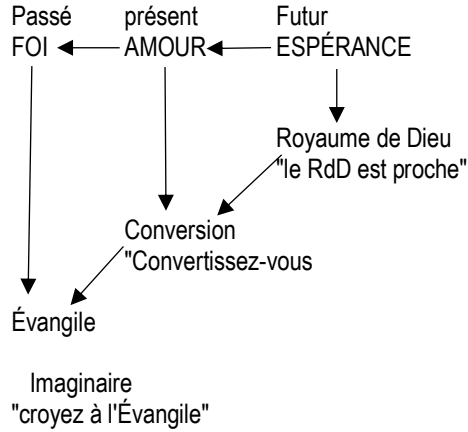 Passé présent Futur
FOI AMOUR ESPÉRANCE
Royaume de Dieu
"le RdD est proche"
Conversion
"Convertissez-vous
Évangile
Imaginaire
"croyez à l'Évangile"